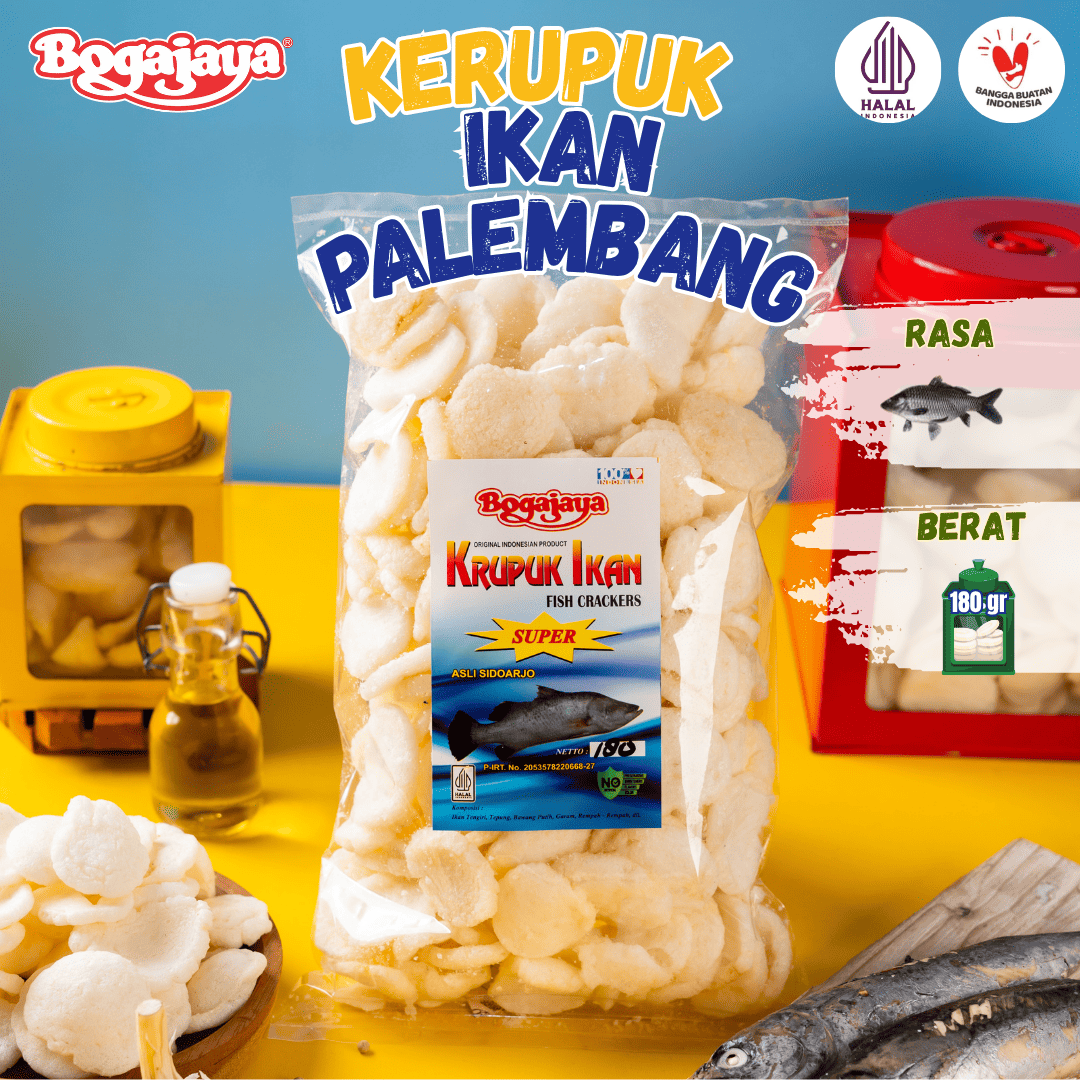 Bogajaya®
KERUPUK
IKAN
PALEMBANG
HALAL
INDONESIA
BANGGA BUATAN
INDONESIA
RASA
BERAT
180 gr
100%
Bogajaya
ORIGINAL INDONESIAN PRODUCT
KRUPUK IKAN
FISH CRACKERS
SUPER
ASLI SIDOARJO
NETTO : 180
P-IRT. No. 2053578220668-27
HALAL
NO
Komposisi :
Ikan Tengiri, Tepung, Bawang Putih, Garam, Rempah - Rempah, dll.